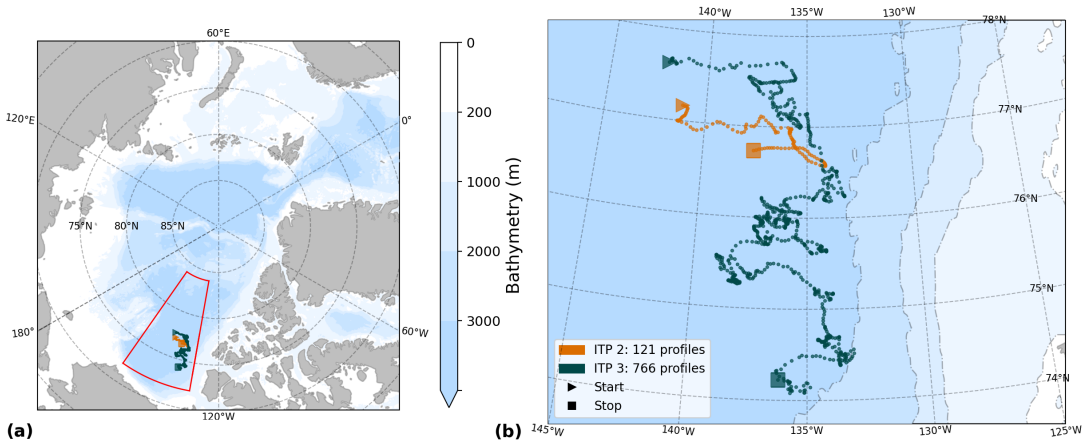 60°E
120°E
0°
75°N
80°N
85°N
180°
60°W
120°W
(a)
0
200
1000
2000
3000
Bathymetry (m)
140°W
135°W
130°W
78°N
77°N
76°N
75°N
74°N
ITP 2: 121 profiles
ITP 3: 766 profiles
Start
Stop
145°W
140°W
135°W
130°W
125°W
(b)